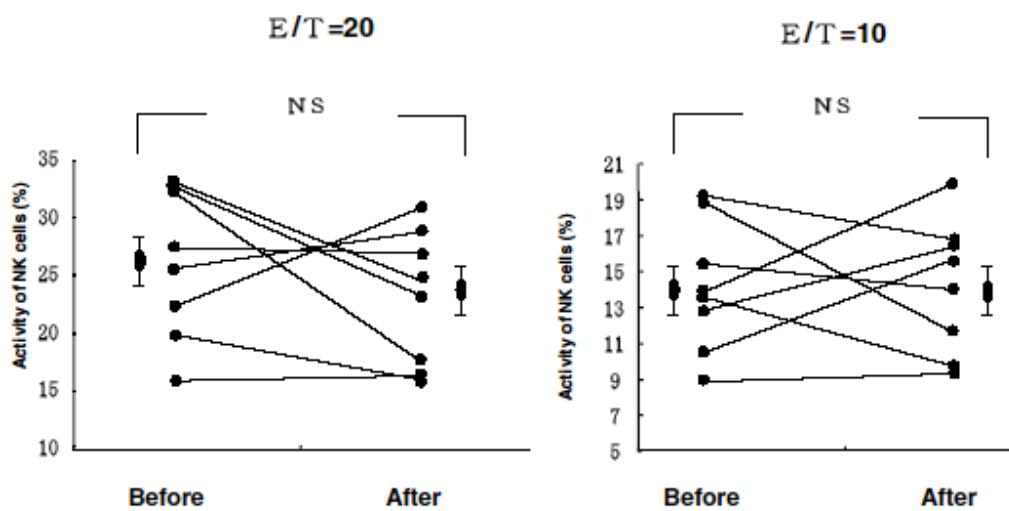 E/T=20
E/T=10
NS
NS
Activity of NK cells (%)
35
30
25
20
15
10
Before
After
Activity of NK cells (%)
21
19
17
15
13
11
9
7
5
Before
After